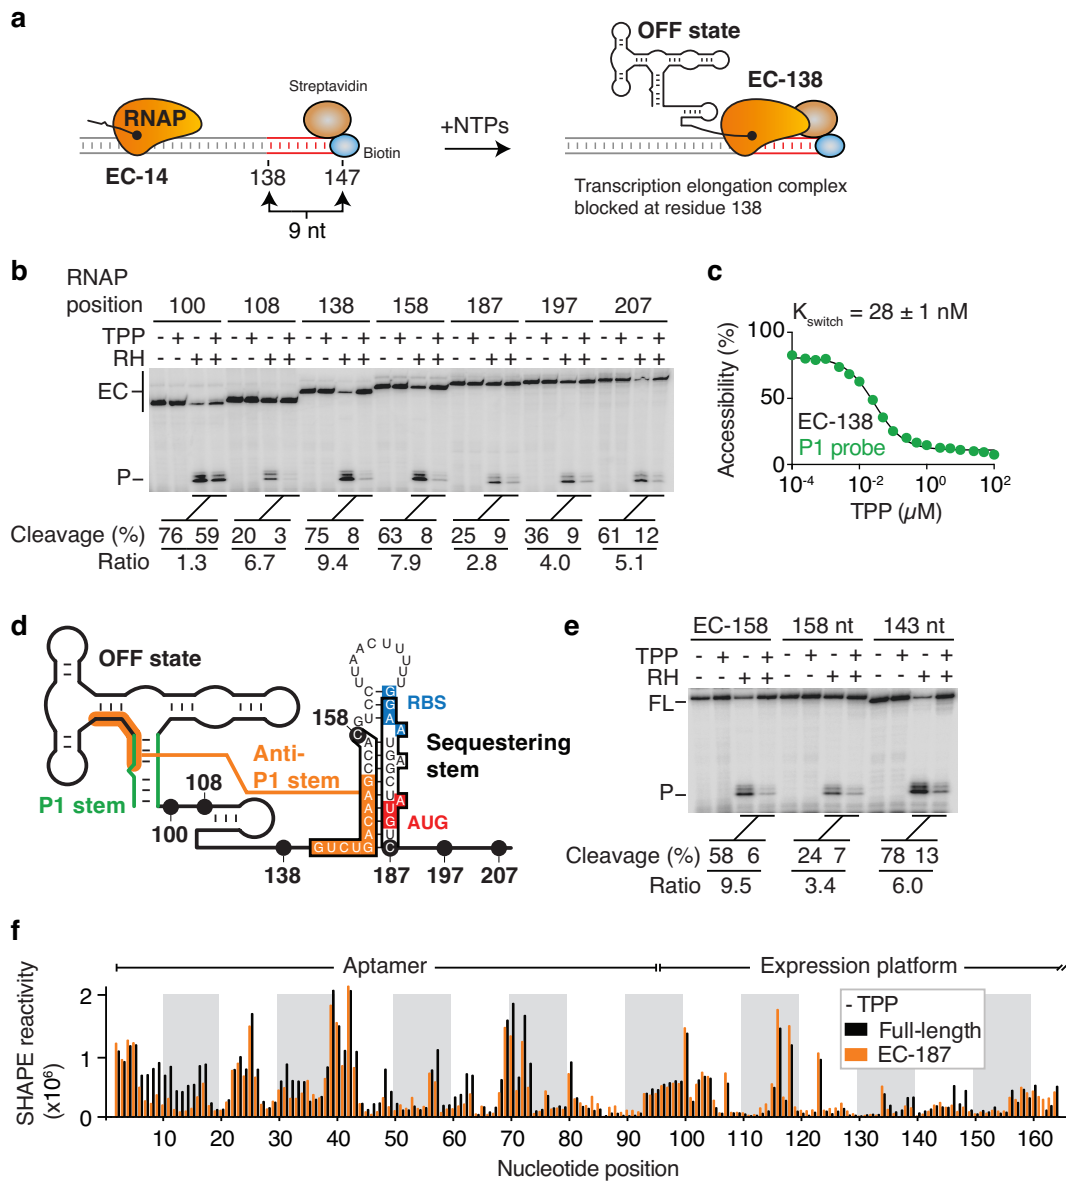 a
RNAP
EC-14
Streptavidin
Biotin
138 147
9 nt
+NTPs
OFF state
EC-138
Transcription elongation complex
blocked at residue 138
b
RNAP
position
100 108 138 158 187 197 207
TPP - + - + - + - + - + - + - + - + - + - + - + - + - + - +
RH - - + + - - + + - - + + - - + + - - + + - - + + - - + +
EC
P
Cleavage (%) 76 59 20 3 75 8 63 8 25 9 36 9 61 12
Ratio 1.3 6.7 9.4 7.9 2.8 4.0 5.1
c
Kswitch = 28 ± 1 nM
Accessibility (%)
100
50
0
EC-138
P1 probe
10-4 10-2 100 102
TPP (µM)
d
OFF state
P1 stem
Anti-
P1 stem
100
108
138
158
187
197
207
RBS
Sequestering
stem
AUG
G U C U G
e
EC-158 158 nt 143 nt
TPP - + - + - + - + - + - +
RH - - + + - - + + - - + +
FL
P
Cleavage (%) 58 6 24 7 78 13
Ratio 9.5 3.4 6.0
f
Aptamer
Expression platform
SHAPE reactivity
(x106)
2
1
0
- TPP
Full-length
EC-187
10 20 30 40 50 60 70 80 90 100 110 120 130 140 150 160
Nucleotide position